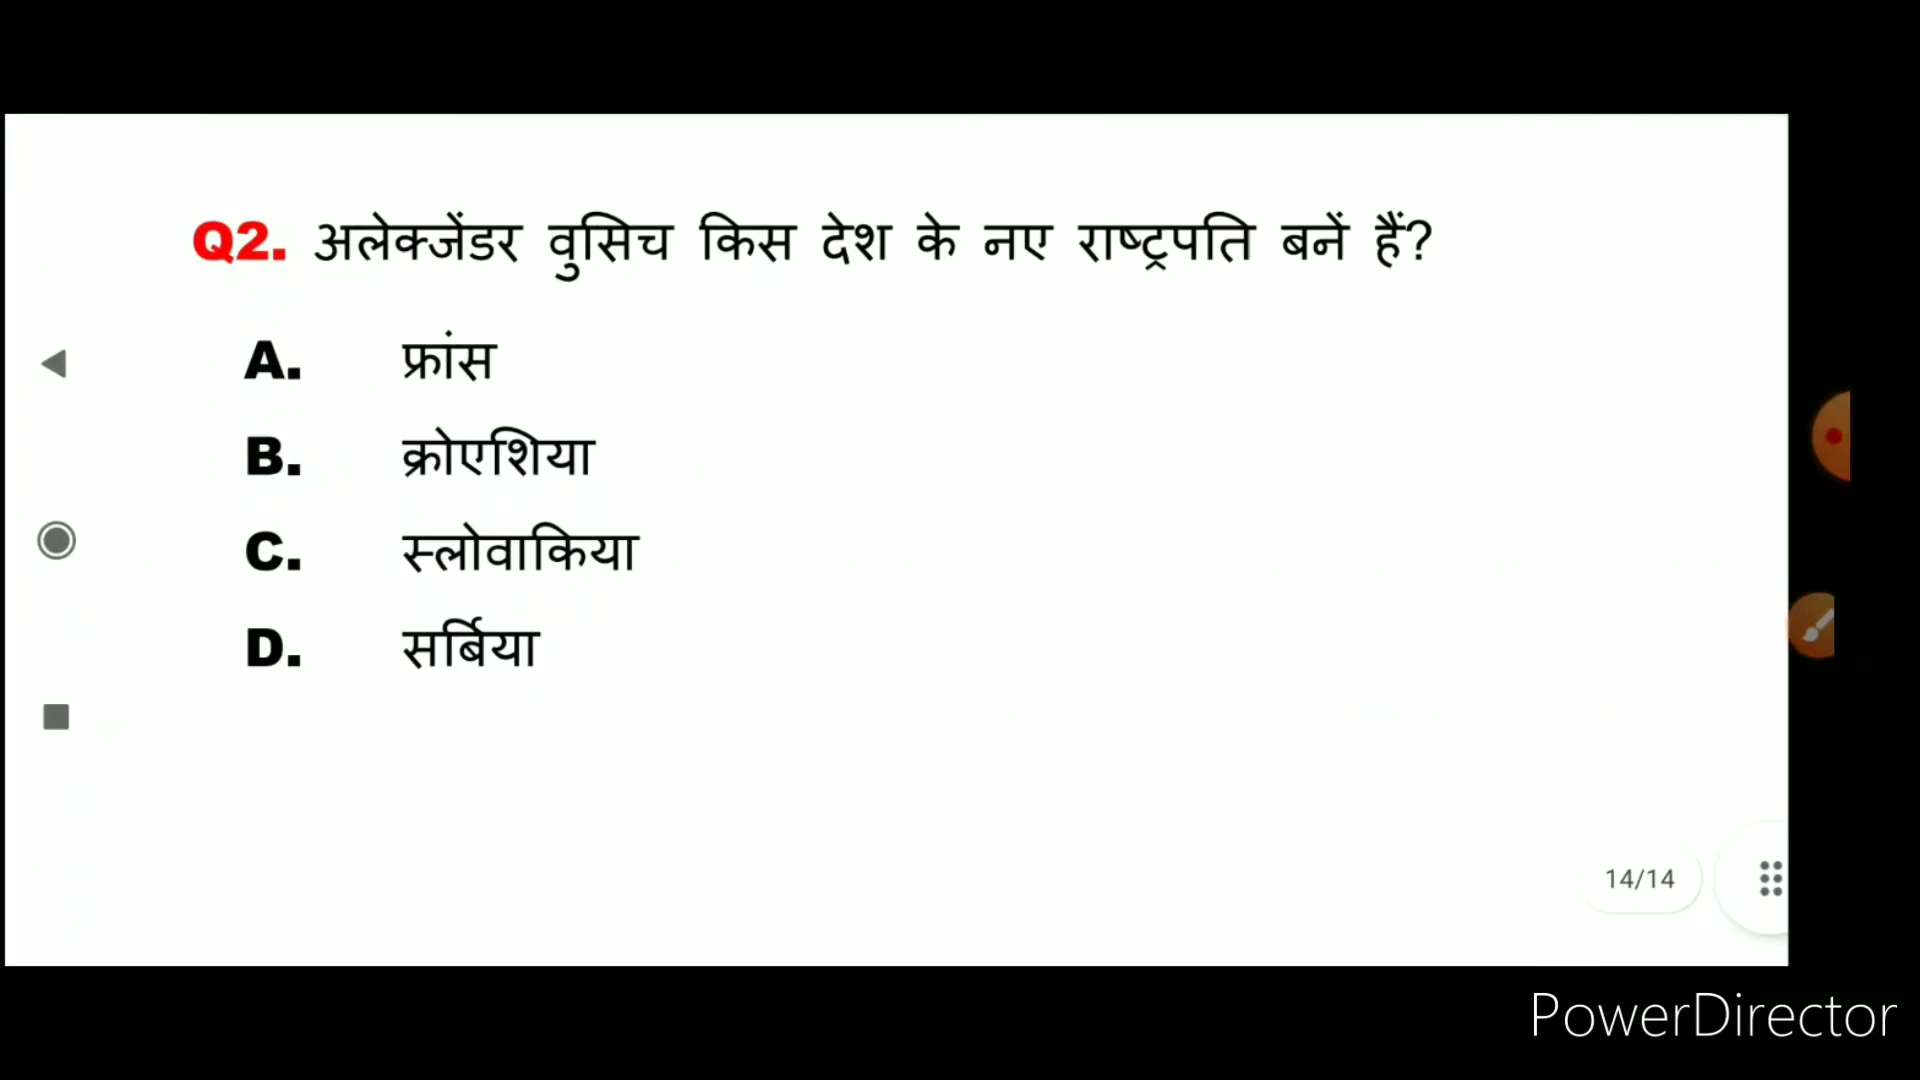 Q2. अलेक्जेंडर वुसिच किस देश के नए राष्ट्रपति बनें हैं?
A. फ्रांस
B. क्रोएशिया
C. स्लोवाकिया
D. सर्बिया
14/14
PowerDirector